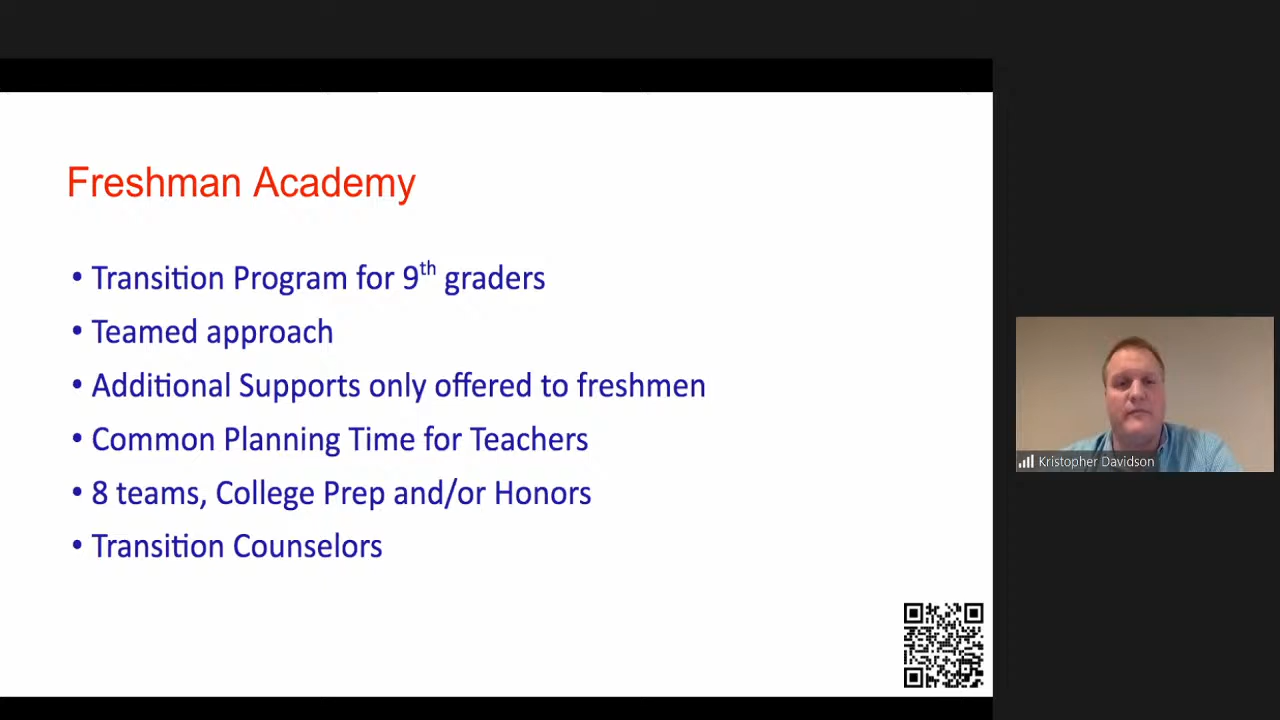 Freshman Academy
• Transition Program for 9th graders
• Teamed approach
• Additional Supports only offered to freshmen
• Common Planning Time for Teachers
• 8 teams, College Prep and/or Honors
• Transition Counselors
Kristopher Davidson